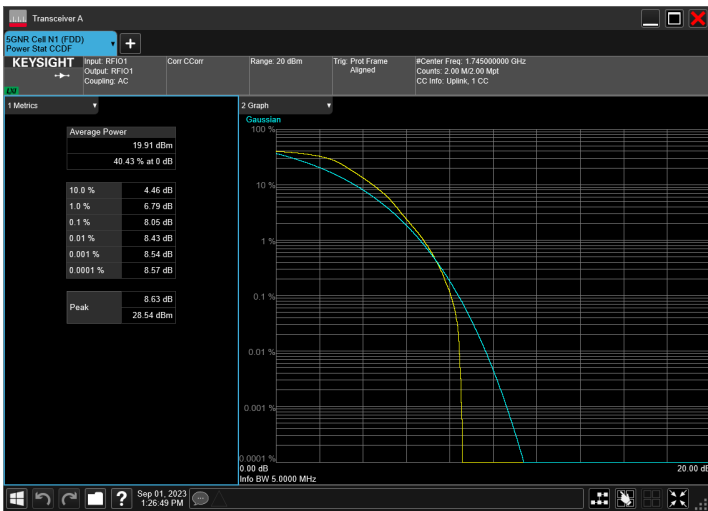 Transceiver A
5GNR Cell N1 (FDD)
Power Stat CCDF
KEYSIGHT
Input: RFIO1
Output: RFIO1
Coupling: AC
Corr CCorr
Range: 20 dBm
Trig: Prot Frame
Aligned
#Center Freq: 1.745000000 GHz
Counts: 2.00 M/2.00 Mpt
CC Info: Uplink, 1 CC
1 Metrics
Average Power
19.91 dBm
40.43 % at 0 dB
10.0 % 4.46 dB
1.0 % 6.79 dB
0.1 % 8.05 dB
0.01 % 8.43 dB
0.001 % 8.54 dB
0.0001 % 8.57 dB
Peak
8.63 dB
28.54 dBm
2 Graph
Gaussian
100 %
10 %
1 %
0.1 %
0.01 %
0.001 %
0.0001 %
0.00 dB
20.00 dB
Info BW 5.0000 MHz
?
Sep 01, 2023
1:26:49 PM